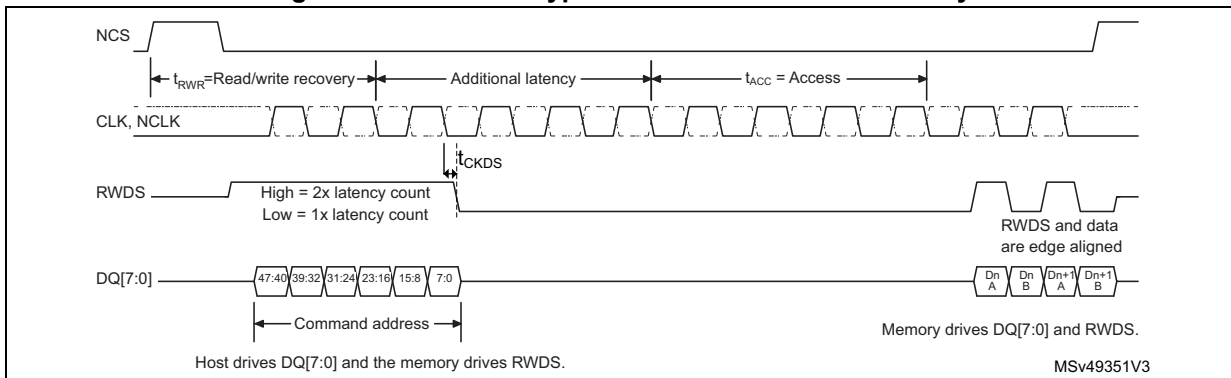 NCS
t_RWR=Read/write recovery
Additional latency
t_ACC = Access
CLK, NCLK
t_CKDS
RWDS
High = 2x latency count
Low = 1x latency count
RWDS and data
are edge aligned
DQ[7:0]
47:40 39:32 31:24 23:16 15:8 7:0
Dn A
Dn B
Dn+1 A
Dn+1 B
Command address
Memory drives DQ[7:0] and RWDS.
Host drives DQ[7:0] and the memory drives RWDS.
MSv49351V3